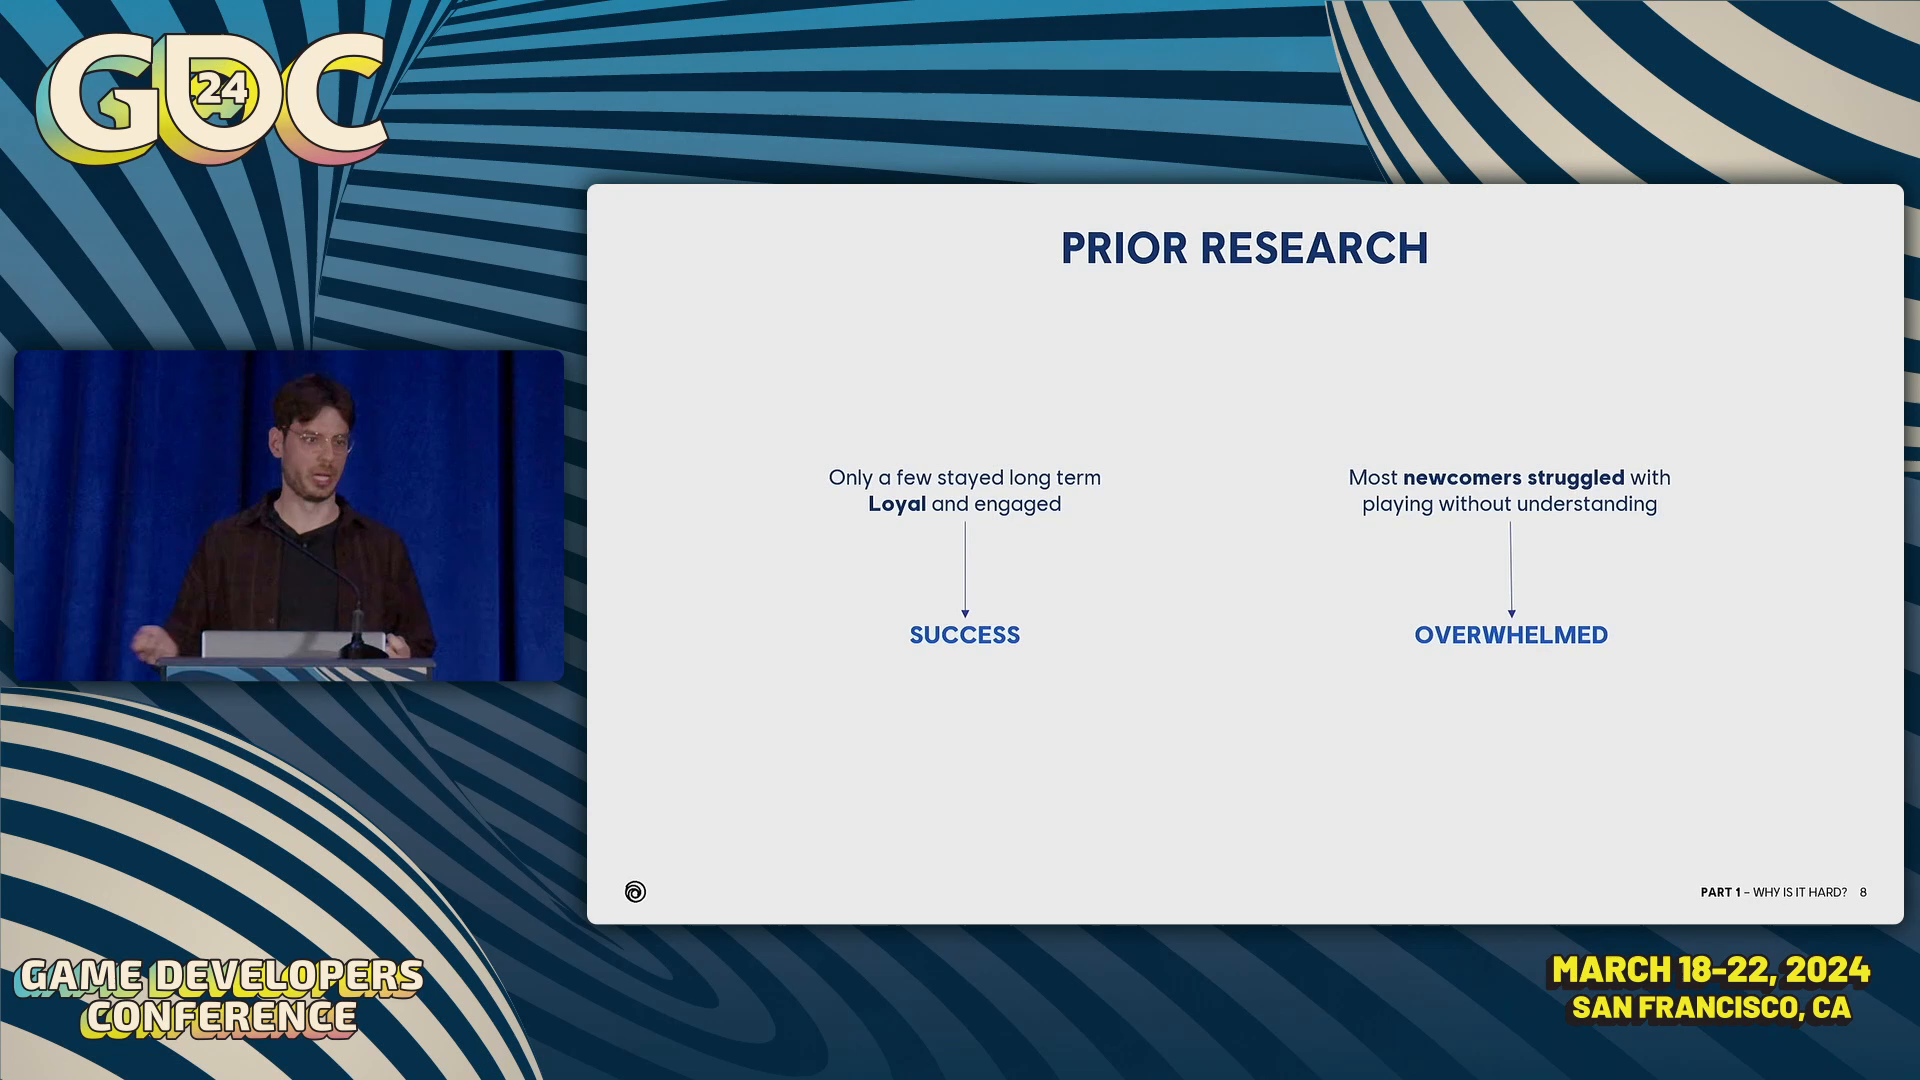 GDC
24
PRIOR RESEARCH
Only a few stayed long term
Loyal and engaged
SUCCESS
Most newcomers struggled with
playing without understanding
OVERWHELMED
PART 1 – WHY IS IT HARD? 8
GAME DEVELOPERS
CONFERENCE
MARCH 18-22, 2024
SAN FRANCISCO, CA